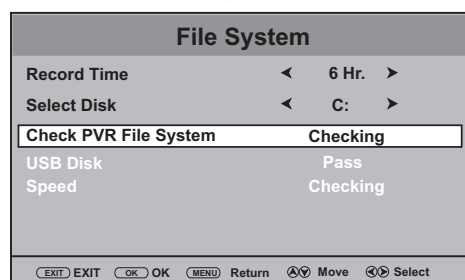 File System
Record Time 6 Hr.
Select Disk C:
Check PVR File System Checking
USB Disk Pass
Speed Checking
EXIT EXIT OK OK MENU Return Move Select